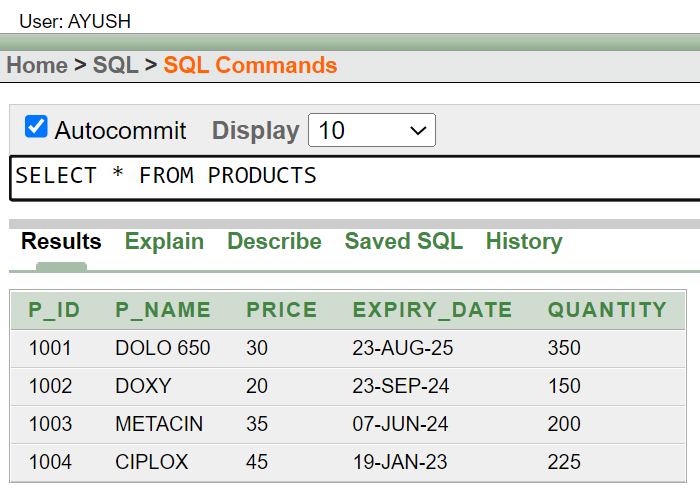 User: AYUSH
Home > SQL > SQL Commands
Autocommit Display 10
SELECT * FROM PRODUCTS
Results Explain Describe Saved SQL History
P_ID P_NAME PRICE EXPIRY_DATE QUANTITY
1001 DOLO 650 30 23-AUG-25 350
1002 DOXY 20 23-SEP-24 150
1003 METACIN 35 07-JUN-24 200
1004 CIPLOX 45 19-JAN-23 225